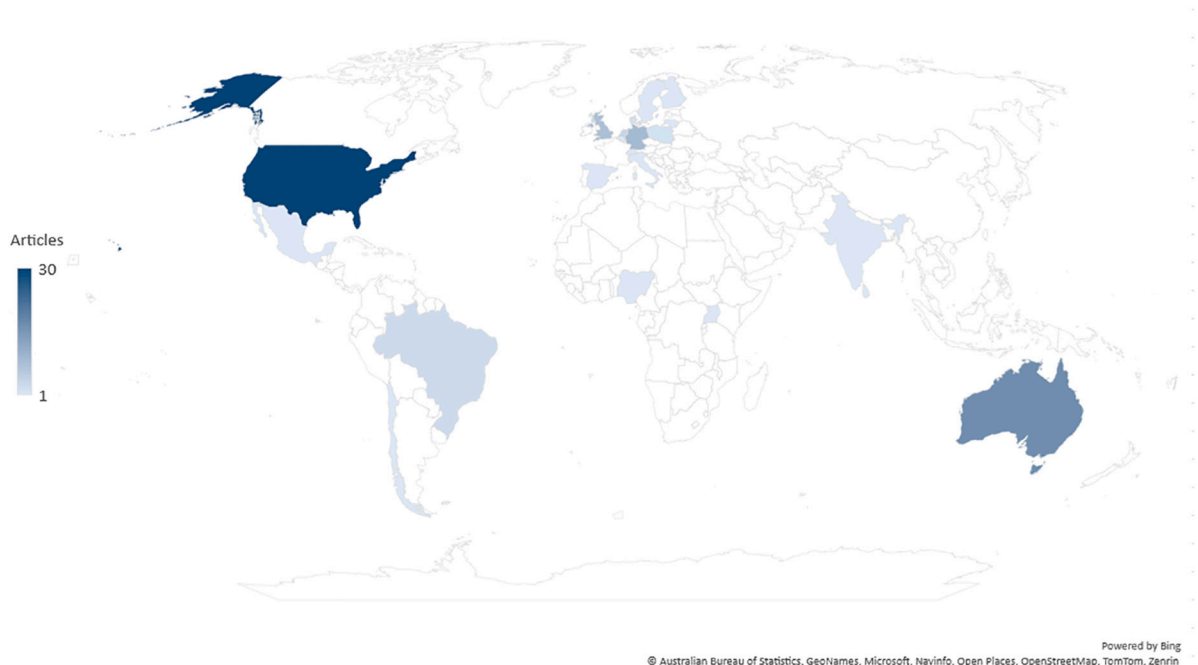 Articles
30
1
Powered by Bing
© Australian Bureau of Statistics, GeoNames, Microsoft, Navinfo, Open Places, OpenStreetMap, TomTom, Zenrin